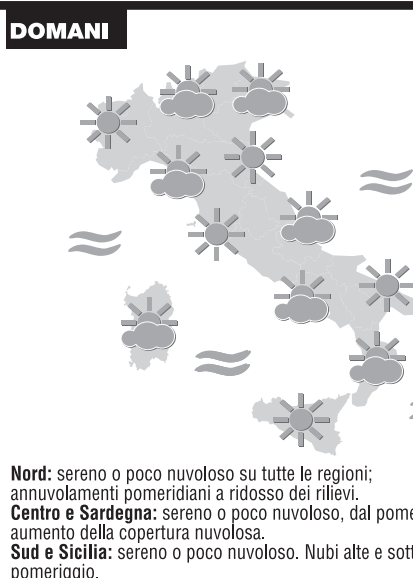 DOMANI
Nord: sereno o poco nuvoloso su tutte le regioni;
annuvolamenti pomeridiani a ridosso dei rilievi.
Centro e Sardegna: sereno o poco nuvoloso, dal pome
aumento della copertura nuvolosa.
Sud e Sicilia: sereno o poco nuvoloso. Nubi alte e sott
pomeriggio.